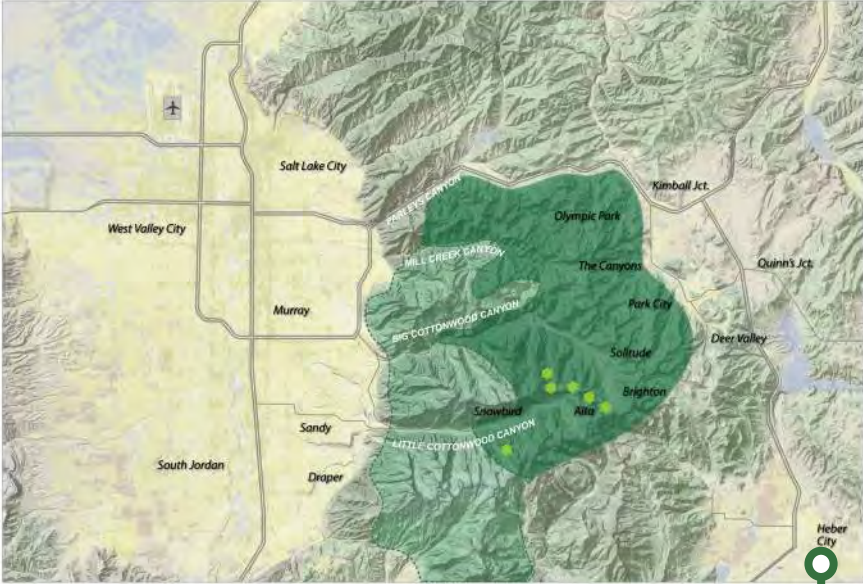 Salt Lake City
PARLEYS CANYON
Kimball Jct.
Olympic Park
West Valley City
MILL CREEK CANYON
The Canyons
Quinn's Jct.
Murray
BIG COTTONWOOD CANYON
Park City
Deer Valley
Solitude
Brighton
Snowbird
Alta
Sandy
LITTLE COTTONWOOD CANYON
South Jordan
Draper
Heber
City